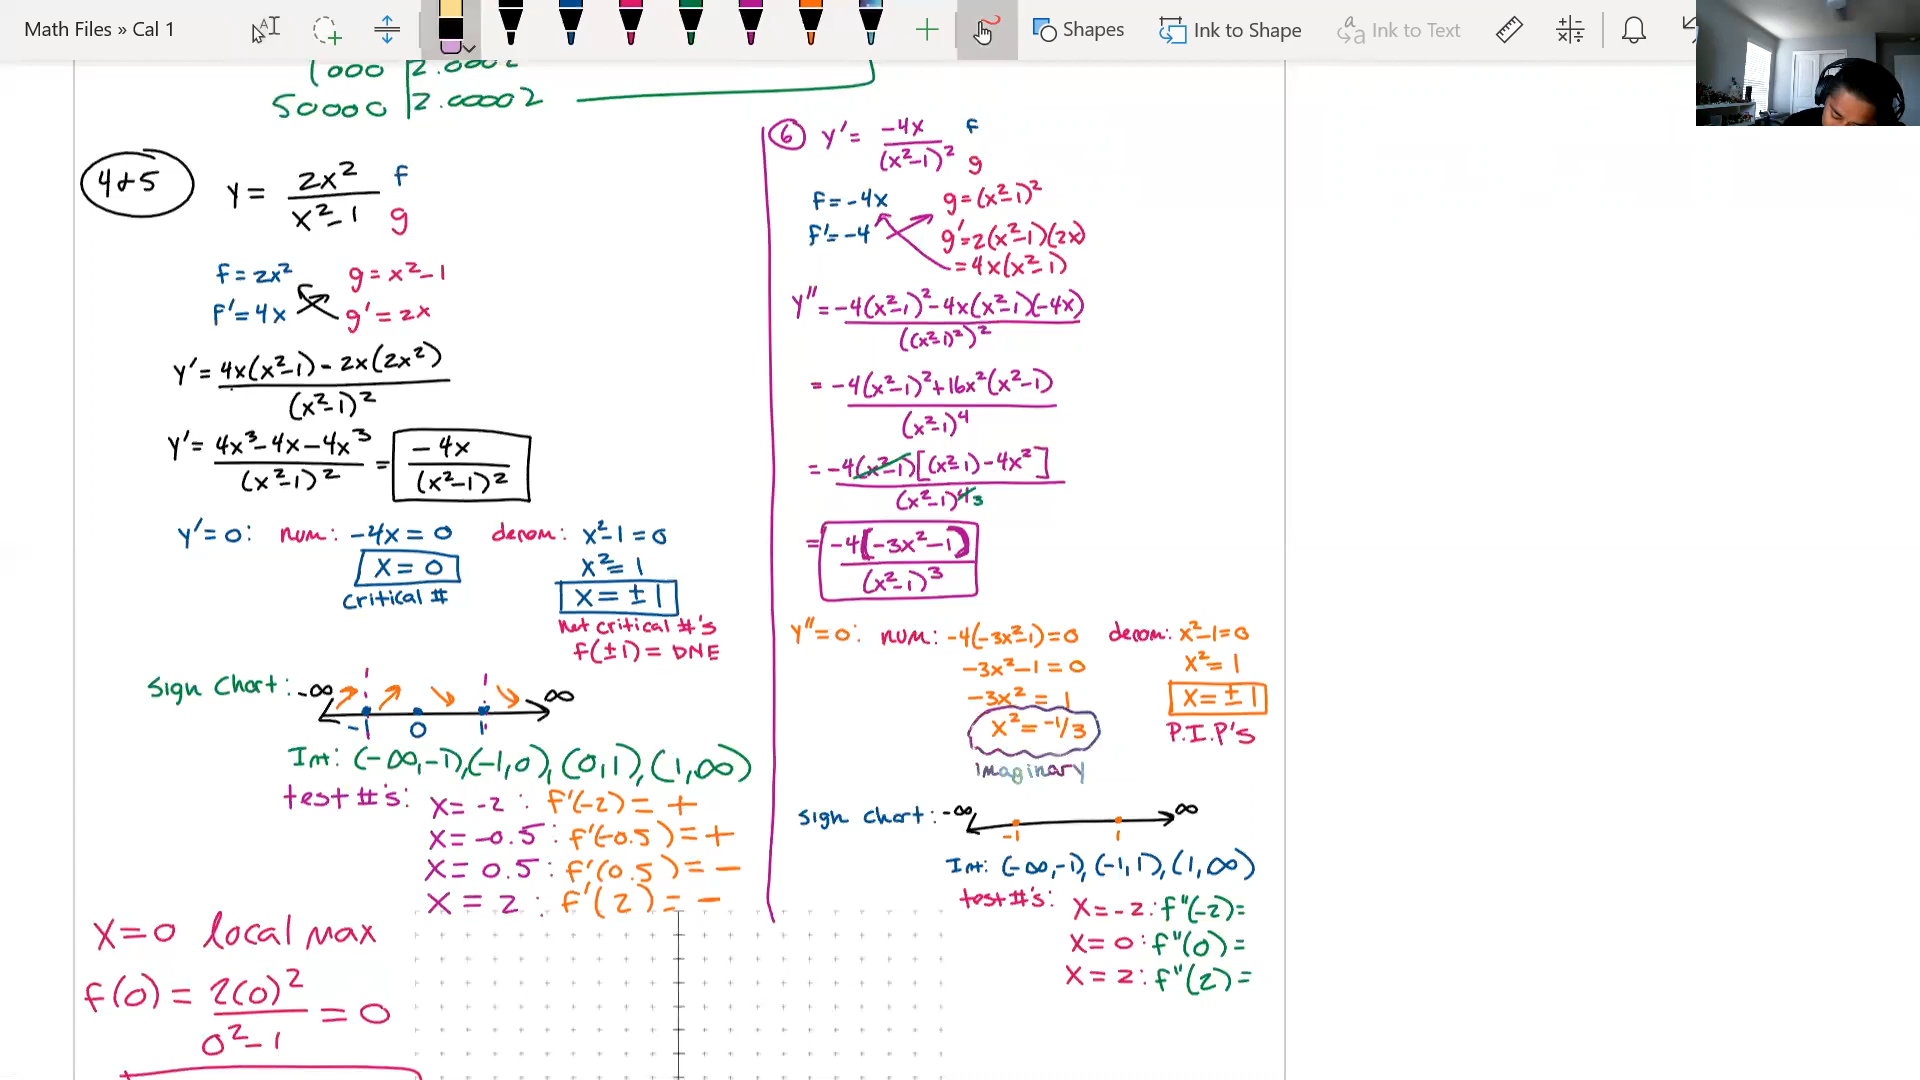 Math Files » Cal 1
Shapes
Ink to Shape
Ink to Text
1000 | 2.0002
50000 | 2.00002
4+5
y = 2x² / x²-1
f
g
f = 2x²   g = x²-1
f' = 4x   g' = 2x
y' = 4x(x²-1) - 2x(2x²) / (x²-1)²
y' = 4x³-4x-4x³ / (x²-1)² = -4x / (x²-1)²
y'=0: num: -4x = 0   denom: x²-1=0
x = 0   x² = 1
critical #   x = ±1
Not critical #'s
f(±1) = DNE
Sign Chart: -∞   ∞
-1   0   1
Int: (-∞,-1),(-1,0),(0,1),(1,∞)
test #'s: x=-2 : f'(-2) = +
x=-0.5 : f'(-0.5) = +
x= 0.5 : f'(0.5) = -
x = 2 : f'(2) = -
x=0 local max
f(0) = 2(0)² / 0²-1 = 0
6 y' = -4x / (x²-1)²
f
g
f = -4x   g = (x²-1)²
f' = -4   g' = 2(x²-1)(2x)
= 4x(x²-1)
y'' = -4(x²-1)² - 4x(x²-1)(-4x) / ((x²-1)²)²
= -4(x²-1)² + 16x²(x²-1) / (x²-1)⁴
= -4(x²-1)[(x²-1) - 4x²] / (x²-1)⁴ 3
= -4(-3x²-1) / (x²-1)³
y''=0: num: -4(-3x²-1)=0   denom: x²-1=0
-3x²-1 = 0   x² = 1
-3x² = 1   x = ±1
x² = -1/3   P.I.P's
imaginary
Sign Chart: -∞   ∞
-1   1
Int: (-∞,-1), (-1,1), (1,∞)
test #'s: x=-2: f''(-2)=
x= 0: f''(0) =
x = 2: f''(2) =